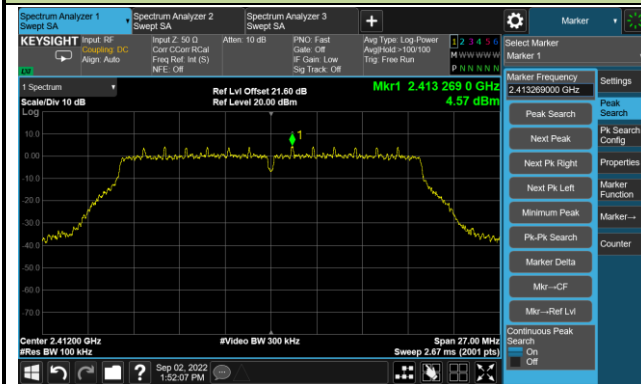 Spectrum Analyzer 1
Swept SA
Spectrum Analyzer 2
Swept SA
Spectrum Analyzer 3
Swept SA
+
Marker
KEYSIGHT
Input: RF
Coupling: DC
Align: Auto
Input Z: 50 Ω
Corr CCorr RCal
Freq Ref: Int (S)
NFE: Off
Atten: 10 dB
PNO: Fast
Gate: Off
IF Gain: Low
Sig Track: Off
Avg Type: Log-Power
Avg|Hold >100/100
Trig: Free Run
1 2 3 4 5 6
M W W W W W
P N N N N N
Select Marker
Marker 1
1 Spectrum
Scale/Div 10 dB
Log
Ref Lvl Offset 21.60 dB
Ref Level 20.00 dBm
Mkr1 2.413 269 0 GHz
4.57 dBm
Marker Frequency
2.413269000 GHz
Peak Search
Next Peak
Next Pk Right
Next Pk Left
Minimum Peak
Pk-Pk Search
Marker Delta
Mkr→CF
Mkr→Ref Lvl
Continuous Peak
Search
On
Off
Settings
Peak
Search
Pk Search
Config
Properties
Marker
Function
Marker→
Counter
1
10.0
0.00
-10.0
-20.0
-30.0
-40.0
-50.0
-60.0
-70.0
Center 2.41200 GHz
#Res BW 100 kHz
#Video BW 300 kHz
Span 27.00 MHz
Sweep 2.67 ms (2001 pts)
?
Sep 02, 2022
1:52:07 PM